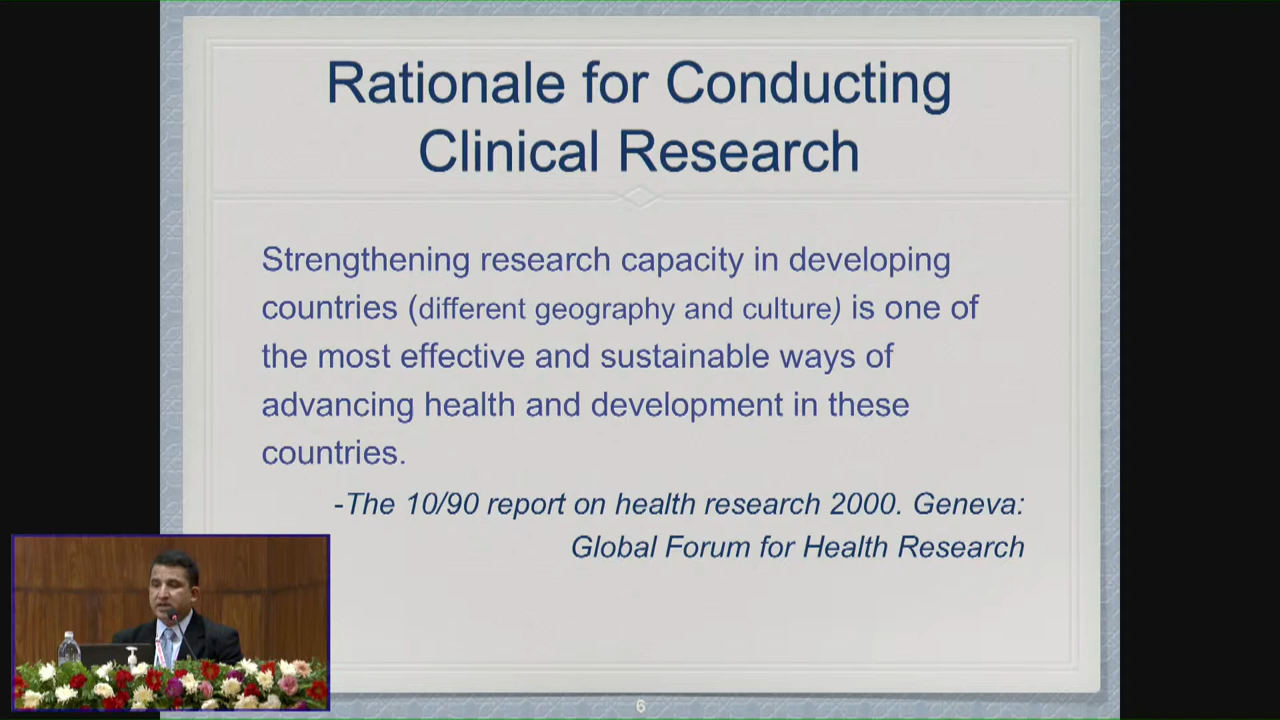 Rationale for Conducting
Clinical Research
Strengthening research capacity in developing
countries (different geography and culture) is one of
the most effective and sustainable ways of
advancing health and development in these
countries.
-The 10/90 report on health research 2000. Geneva:
Global Forum for Health Research
6